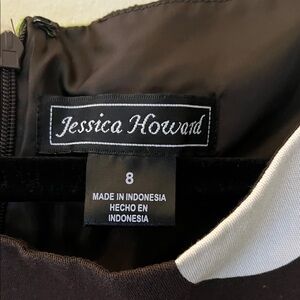 Jessica Howard
8
MADE IN INDONESIA
HECHO EN
INDONESIA